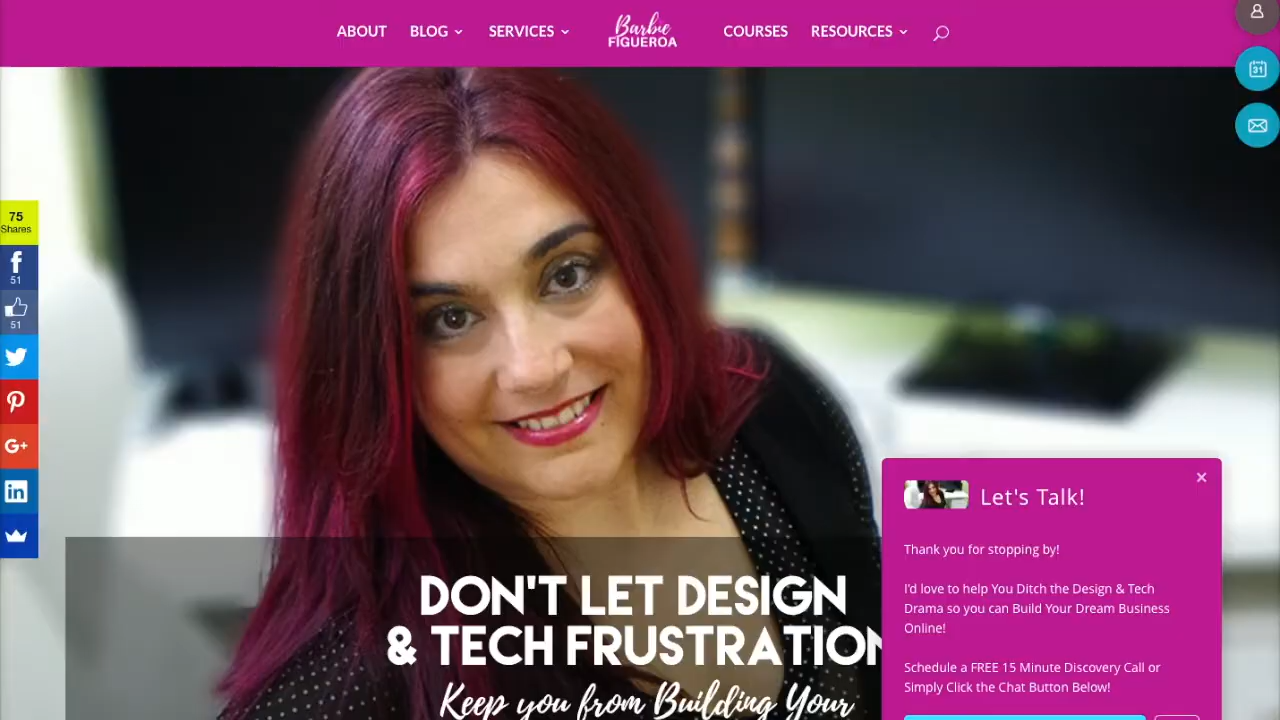 ABOUT BLOG SERVICES Barbie FIGUEROA COURSES RESOURCES
31
75
Shares
51
51
G+
in
Let's Talk!
Thank you for stopping by!
I'd love to help You Ditch the Design & Tech
Drama so you can Build Your Dream Business
Online!
Schedule a FREE 15 Minute Discovery Call or
Simply Click the Chat Button Below!
DON'T LET DESIGN
& TECH FRUSTRATION
Keep you from Building Your